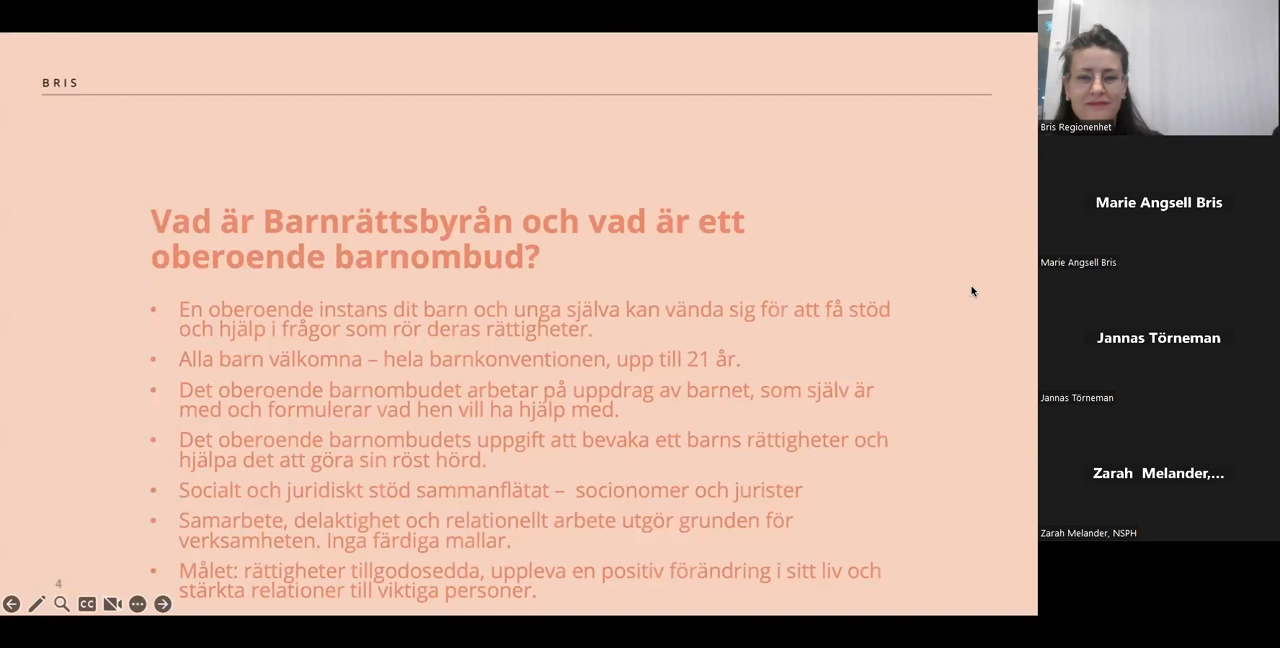 BRIS
Vad är Barnrättsbyrån och vad är ett
oberoende barnombud?
• En oberoende instans dit barn och unga själva kan vända sig för att få stöd
och hjälp i frågor som rör deras rättigheter.
• Alla barn välkomna – hela barnkonventionen, upp till 21 år.
• Det oberoende barnombudet arbetar på uppdrag av barnet, som själv är
med och formulerar vad hen vill ha hjälp med.
• Det oberoende barnombudets uppgift att bevaka ett barns rättigheter och
hjälpa det att göra sin röst hörd.
• Socialt och juridiskt stöd sammanflätat – socionomer och jurister
• Samarbete, delaktighet och relationellt arbete utgör grunden för
verksamheten. Inga färdiga mallar.
• Målet: rättigheter tillgodosedda, uppleva en positiv förändring i sitt liv och
stärkta relationer till viktiga personer.
4
CC
Bris Regionenhet
Marie Angsell Bris
Marie Angsell Bris
Jannas Törneman
Jannas Törneman
Zarah Melander,...
Zarah Melander, NSPH